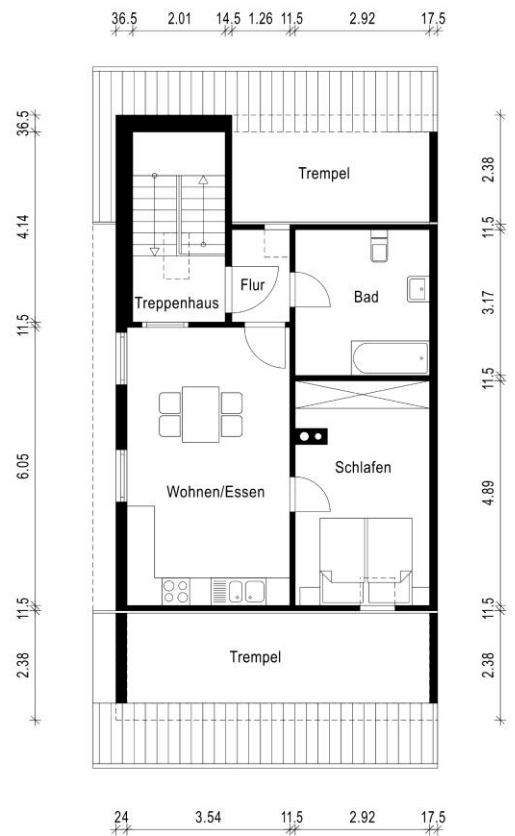 36.5 2.01 14.5 1.26 11.5 2.92 17.5
36.5
4.14
11.5
6.05
11.5
2.38
Trempel
Flur
Treppenhaus
Bad
Wohnen/Essen
Schlafen
Trempel
2.38
11.5
3.17
11.5
4.89
11.5
2.38
24 3.54 11.5 2.92 17.5